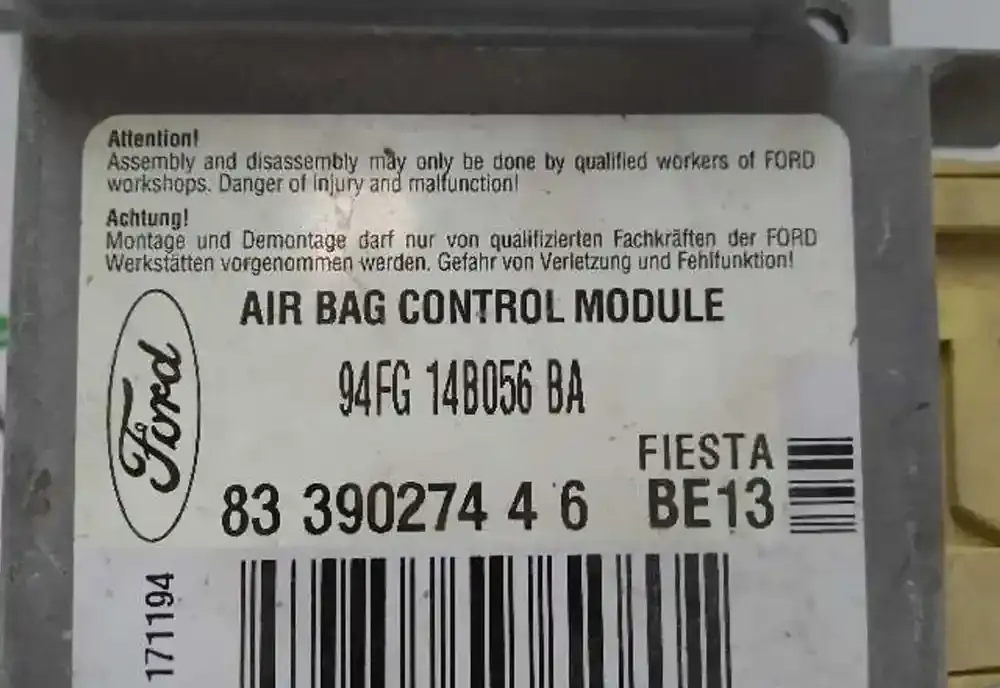 Attention!
Assembly and disassembly may only be done by qualified workers of FORD
workshops. Danger of injury and malfunction!
Achtung!
Montage und Demontage darf nur von qualifizierten Fachkräften der FORD
Werkstätten vorgenommen werden. Gefahr von Verletzung und Fehlfunktion!
AIR BAG CONTROL MODULE
Ford
94FG 14B056 BA
FIESTA
83 390274 4 6 BE13
171194